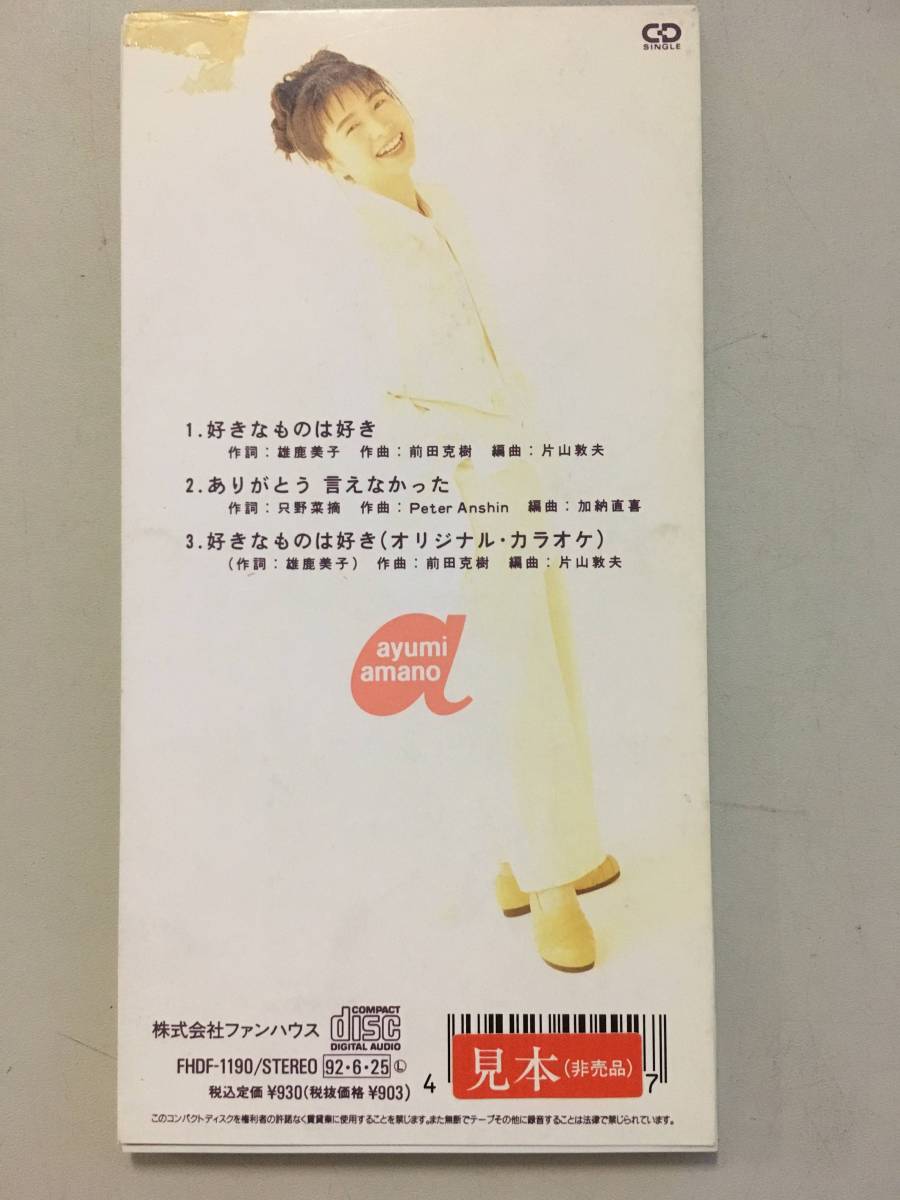 CD
SINGLE
1.好きなものは好き
作詞：雄鹿美子 作曲：前田克樹 編曲：片山敦夫
2.ありがとう 言えなかった
作詞：只野菜摘 作曲：Peter Anshin 編曲：加納直喜
3.好きなものは好き(オリジナル・カラオケ)
(作詞：雄鹿美子) 作曲：前田克樹 編曲：片山敦夫
ayumi
amano
株式会社ファンハウス
COMPACT
disc
DIGITAL AUDIO
FHDF-1190/STEREO 92・6・25 Ⓛ
税込定価 ¥930(税抜価格 ¥903)
4 見本(非売品) 7
このコンパクトディスクを権利者の許諾なく賃貸業に使用することを禁じます。また無断でテープその他に録音することは法律で禁じられています。